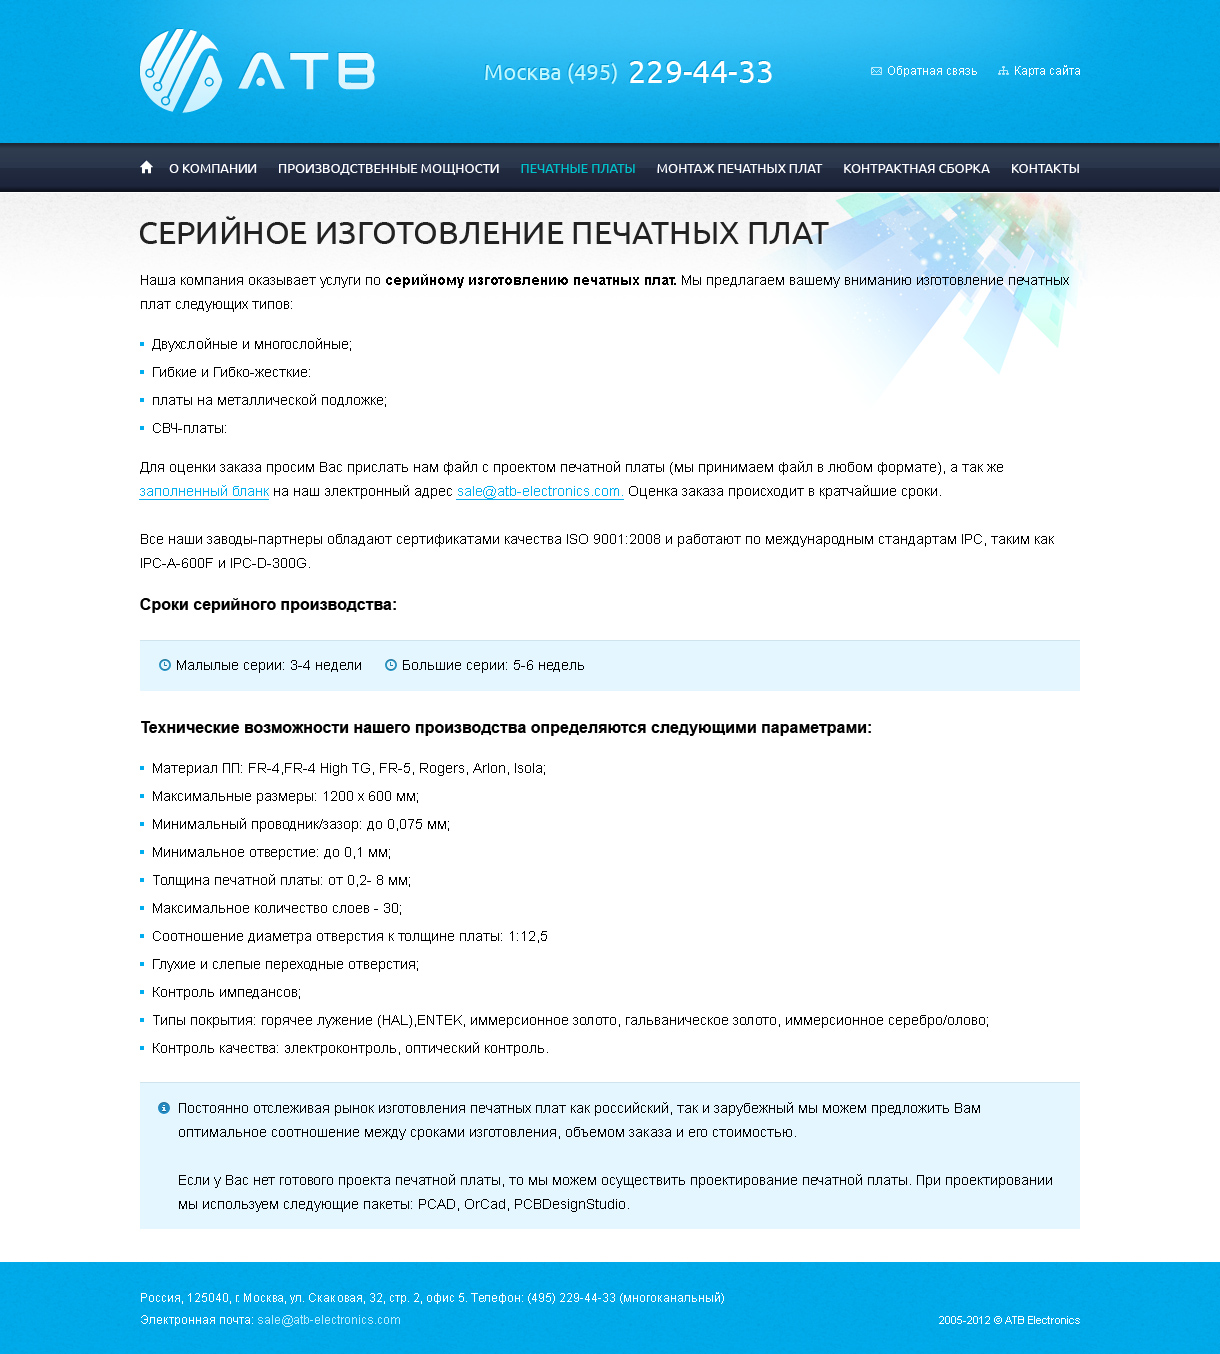 АТВ
Москва (495) 229-44-33
Обратная связь
Карта сайта
О КОМПАНИИ ПРОИЗВОДСТВЕННЫЕ МОЩНОСТИ ПЕЧАТНЫЕ ПЛАТЫ МОНТАЖ ПЕЧАТНЫХ ПЛАТ КОНТРАКТНАЯ СБОРКА КОНТАКТЫ
СЕРИЙНОЕ ИЗГОТОВЛЕНИЕ ПЕЧАТНЫХ ПЛАТ
Наша компания оказывает услуги по серийному изготовлению печатных плат. Мы предлагаем вашему вниманию изготовление печатных
плат следующих типов:
Двухслойные и многослойные;
Гибкие и Гибко-жесткие:
платы на металлической подложке;
СВЧ-платы:
Для оценки заказа просим Вас прислать нам файл с проектом печатной платы (мы принимаем файл в любом формате), а так же
заполненный бланк на наш электронный адрес sale@atb-electronics.com. Оценка заказа происходит в кратчайшие сроки.
Все наши заводы-партнеры обладают сертификатами качества ISO 9001:2008 и работают по международным стандартам IPC, таким как
IPC-A-600F и IPC-D-300G.
Сроки серийного производства:
Малылые серии: 3-4 недели Большие серии: 5-6 недель
Технические возможности нашего производства определяются следующими параметрами:
Материал ПП: FR-4,FR-4 High TG, FR-5, Rogers, Arlon, Isola;
Максимальные размеры: 1200 x 600 мм;
Минимальный проводник/зазор: до 0,075 мм;
Минимальное отверстие: до 0,1 мм;
Толщина печатной платы: от 0,2- 8 мм;
Максимальное количество слоев - 30;
Соотношение диаметра отверстия к толщине платы: 1:12,5
Глухие и слепые переходные отверстия;
Контроль импедансов;
Типы покрытия: горячее лужение (HAL),ENTEK, иммерсионное золото, гальваническое золото, иммерсионное серебро/олово;
Контроль качества: электроконтроль, оптический контроль.
Постоянно отслеживая рынок изготовления печатных плат как российский, так и зарубежный мы можем предложить Вам
оптимальное соотношение между сроками изготовления, объемом заказа и его стоимостью.
Если у Вас нет готового проекта печатной платы, то мы можем осуществить проектирование печатной платы. При проектировании
мы используем следующие пакеты: PCAD, OrCad, PCBDesignStudio.
Россия, 125040, г. Москва, ул. Скаковая, 32, стр. 2, офис 5. Телефон: (495) 229-44-33 (многоканальный)
Электронная почта: sale@atb-electronics.com
2005-2012 © ATB Electronics